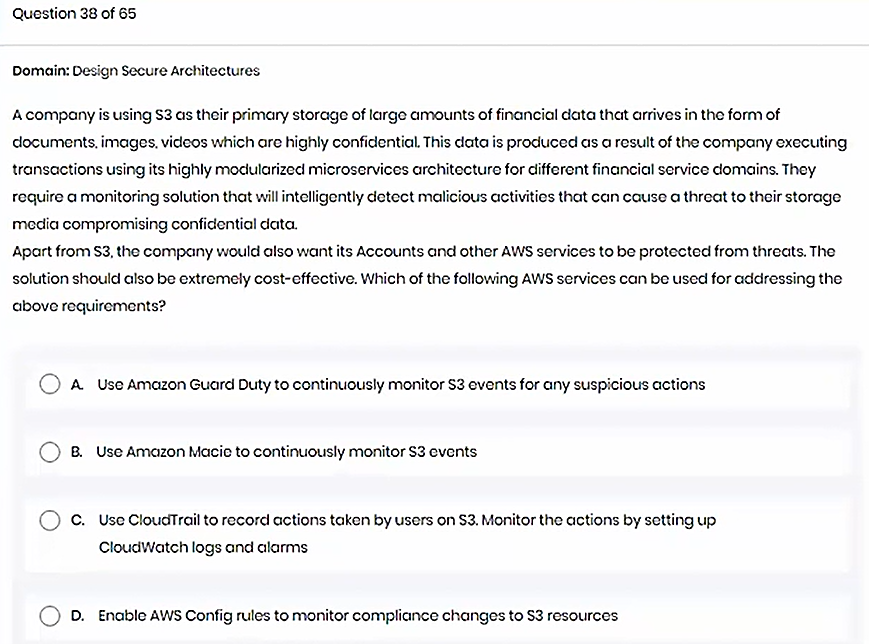 Question 38 of 65
Domain: Design Secure Architectures
A company is using S3 as their primary storage of large amounts of financial data that arrives in the form of
documents, images, videos which are highly confidential. This data is produced as a result of the company executing
transactions using its highly modularized microservices architecture for different financial service domains. They
require a monitoring solution that will intelligently detect malicious activities that can cause a threat to their storage
media compromising confidential data.
Apart from S3, the company would also want its Accounts and other AWS services to be protected from threats. The
solution should also be extremely cost-effective. Which of the following AWS services can be used for addressing the
above requirements?
A. Use Amazon Guard Duty to continuously monitor S3 events for any suspicious actions
B. Use Amazon Macie to continuously monitor S3 events
C. Use CloudTrail to record actions taken by users on S3. Monitor the actions by setting up
CloudWatch logs and alarms
D. Enable AWS Config rules to monitor compliance changes to S3 resources